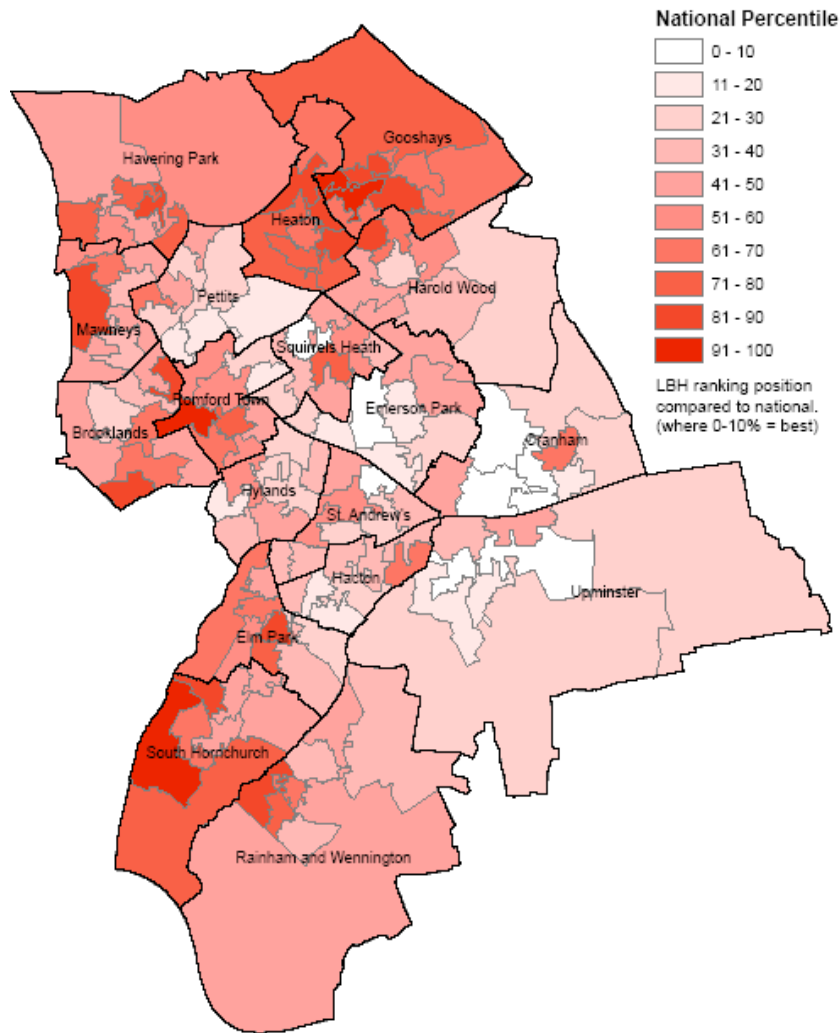 National Percentile
0 - 10
11 - 20
21 - 30
31 - 40
41 - 50
51 - 60
61 - 70
71 - 80
81 - 90
91 - 100
LBH ranking position
compared to national.
(where 0-10% = best)
Gooshays
Havering Park
Heaton
Harold Wood
Pettits
Mawneys
Squirrels Heath
Romford Town
Emerson Park
Brooklands
Cranham
Hylands
St. Andrew's
Hacton
Upminster
Elm Park
South Hornchurch
Rainham and Wennington